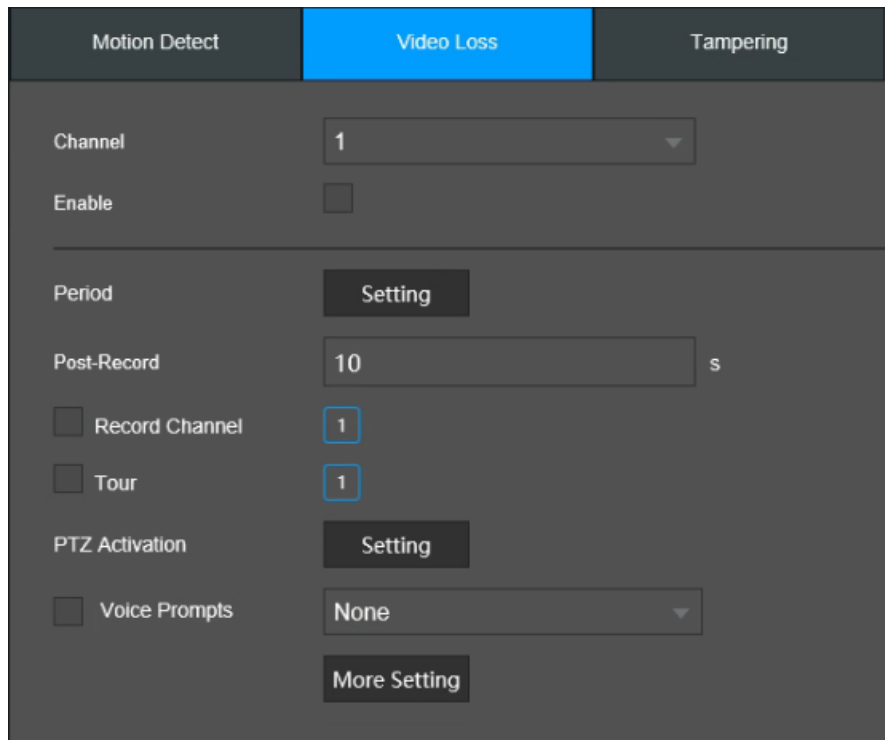 Motion Detect Video Loss Tampering
Channel 1
Enable
Period Setting
Post-Record 10 s
Record Channel 1
Tour 1
PTZ Activation Setting
Voice Prompts None
More Setting